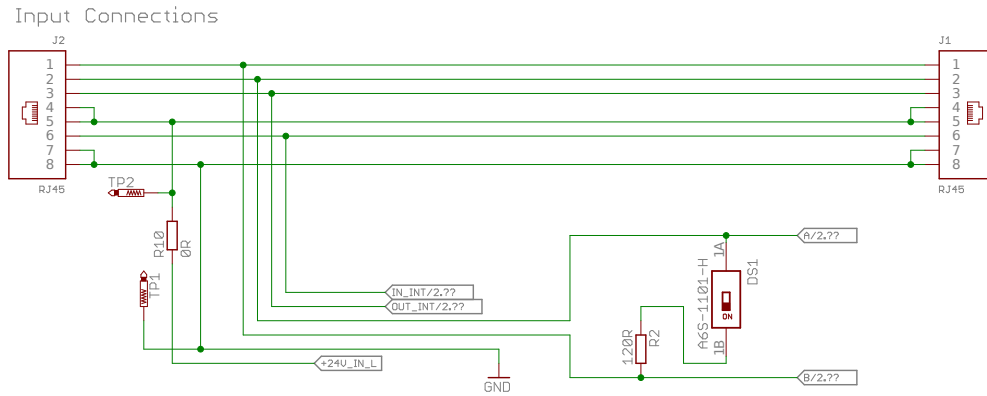 Input Connections
J2
J1
1
2
3
4
5
6
7
8
1
2
3
4
5
6
7
8
RJ45
RJ45
TP2
R10
0R
TP1
IN_INT/2.??
OUT_INT/2.??
+24V_IN_L
GND
A/2.??
1A
DS1
A6S-1101-H
ON
1B
120R
R2
B/2.??